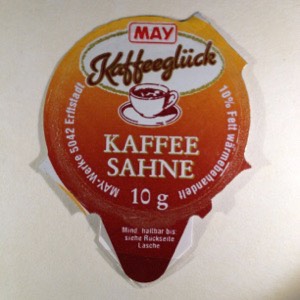 MAY
Kaffeeglück
MAY-Werke 5042 Erftstadt
10% Fett wärmebehandelt
KAFFEE
SAHNE
10 g
Mind. haltbar bis:
siehe Rückseite
Lasche